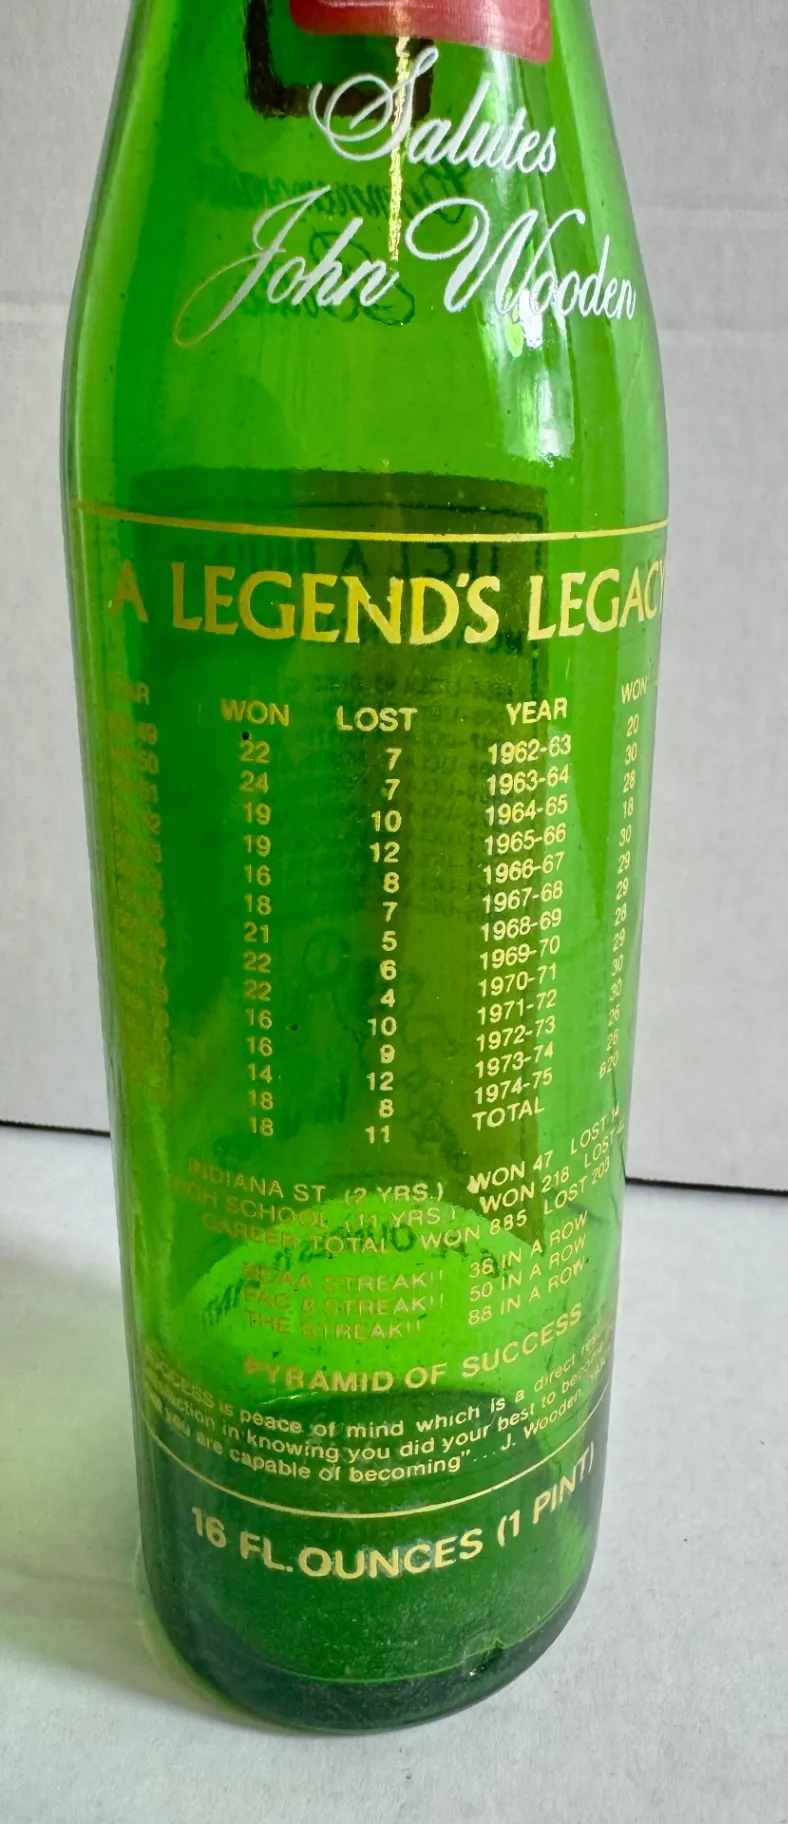 Salutes
John Wooden
A LEGEND'S LEGACY
WON LOST YEAR WON
22 7 1962-63 20
24 7 1963-64 30
19 10 1964-65 28
19 12 1965-66 18
16 8 1966-67 30
18 7 1967-68 29
21 5 1968-69 29
22 6 1969-70 28
22 4 1970-71 29
16 10 1971-72 30
16 9 1972-73 30
14 12 1973-74 26
18 8 1974-75 28
18 11 TOTAL 620
INDIANA ST. (2 YRS.) WON 47 LOST 14
HIGH SCHOOL (11 YRS.) WON 218 LOST
CAREER TOTAL WON 885 LOST 203
NCAA STREAK!! 38 IN A ROW
PAC 8 STREAK!! 50 IN A ROW
THE STREAK!! 88 IN A ROW
PYRAMID OF SUCCESS
SUCCESS is peace of mind which is a direct
in knowing you did your best to become
you are capable of becoming" ... J. Wooden,
16 FL. OUNCES (1 PINT)